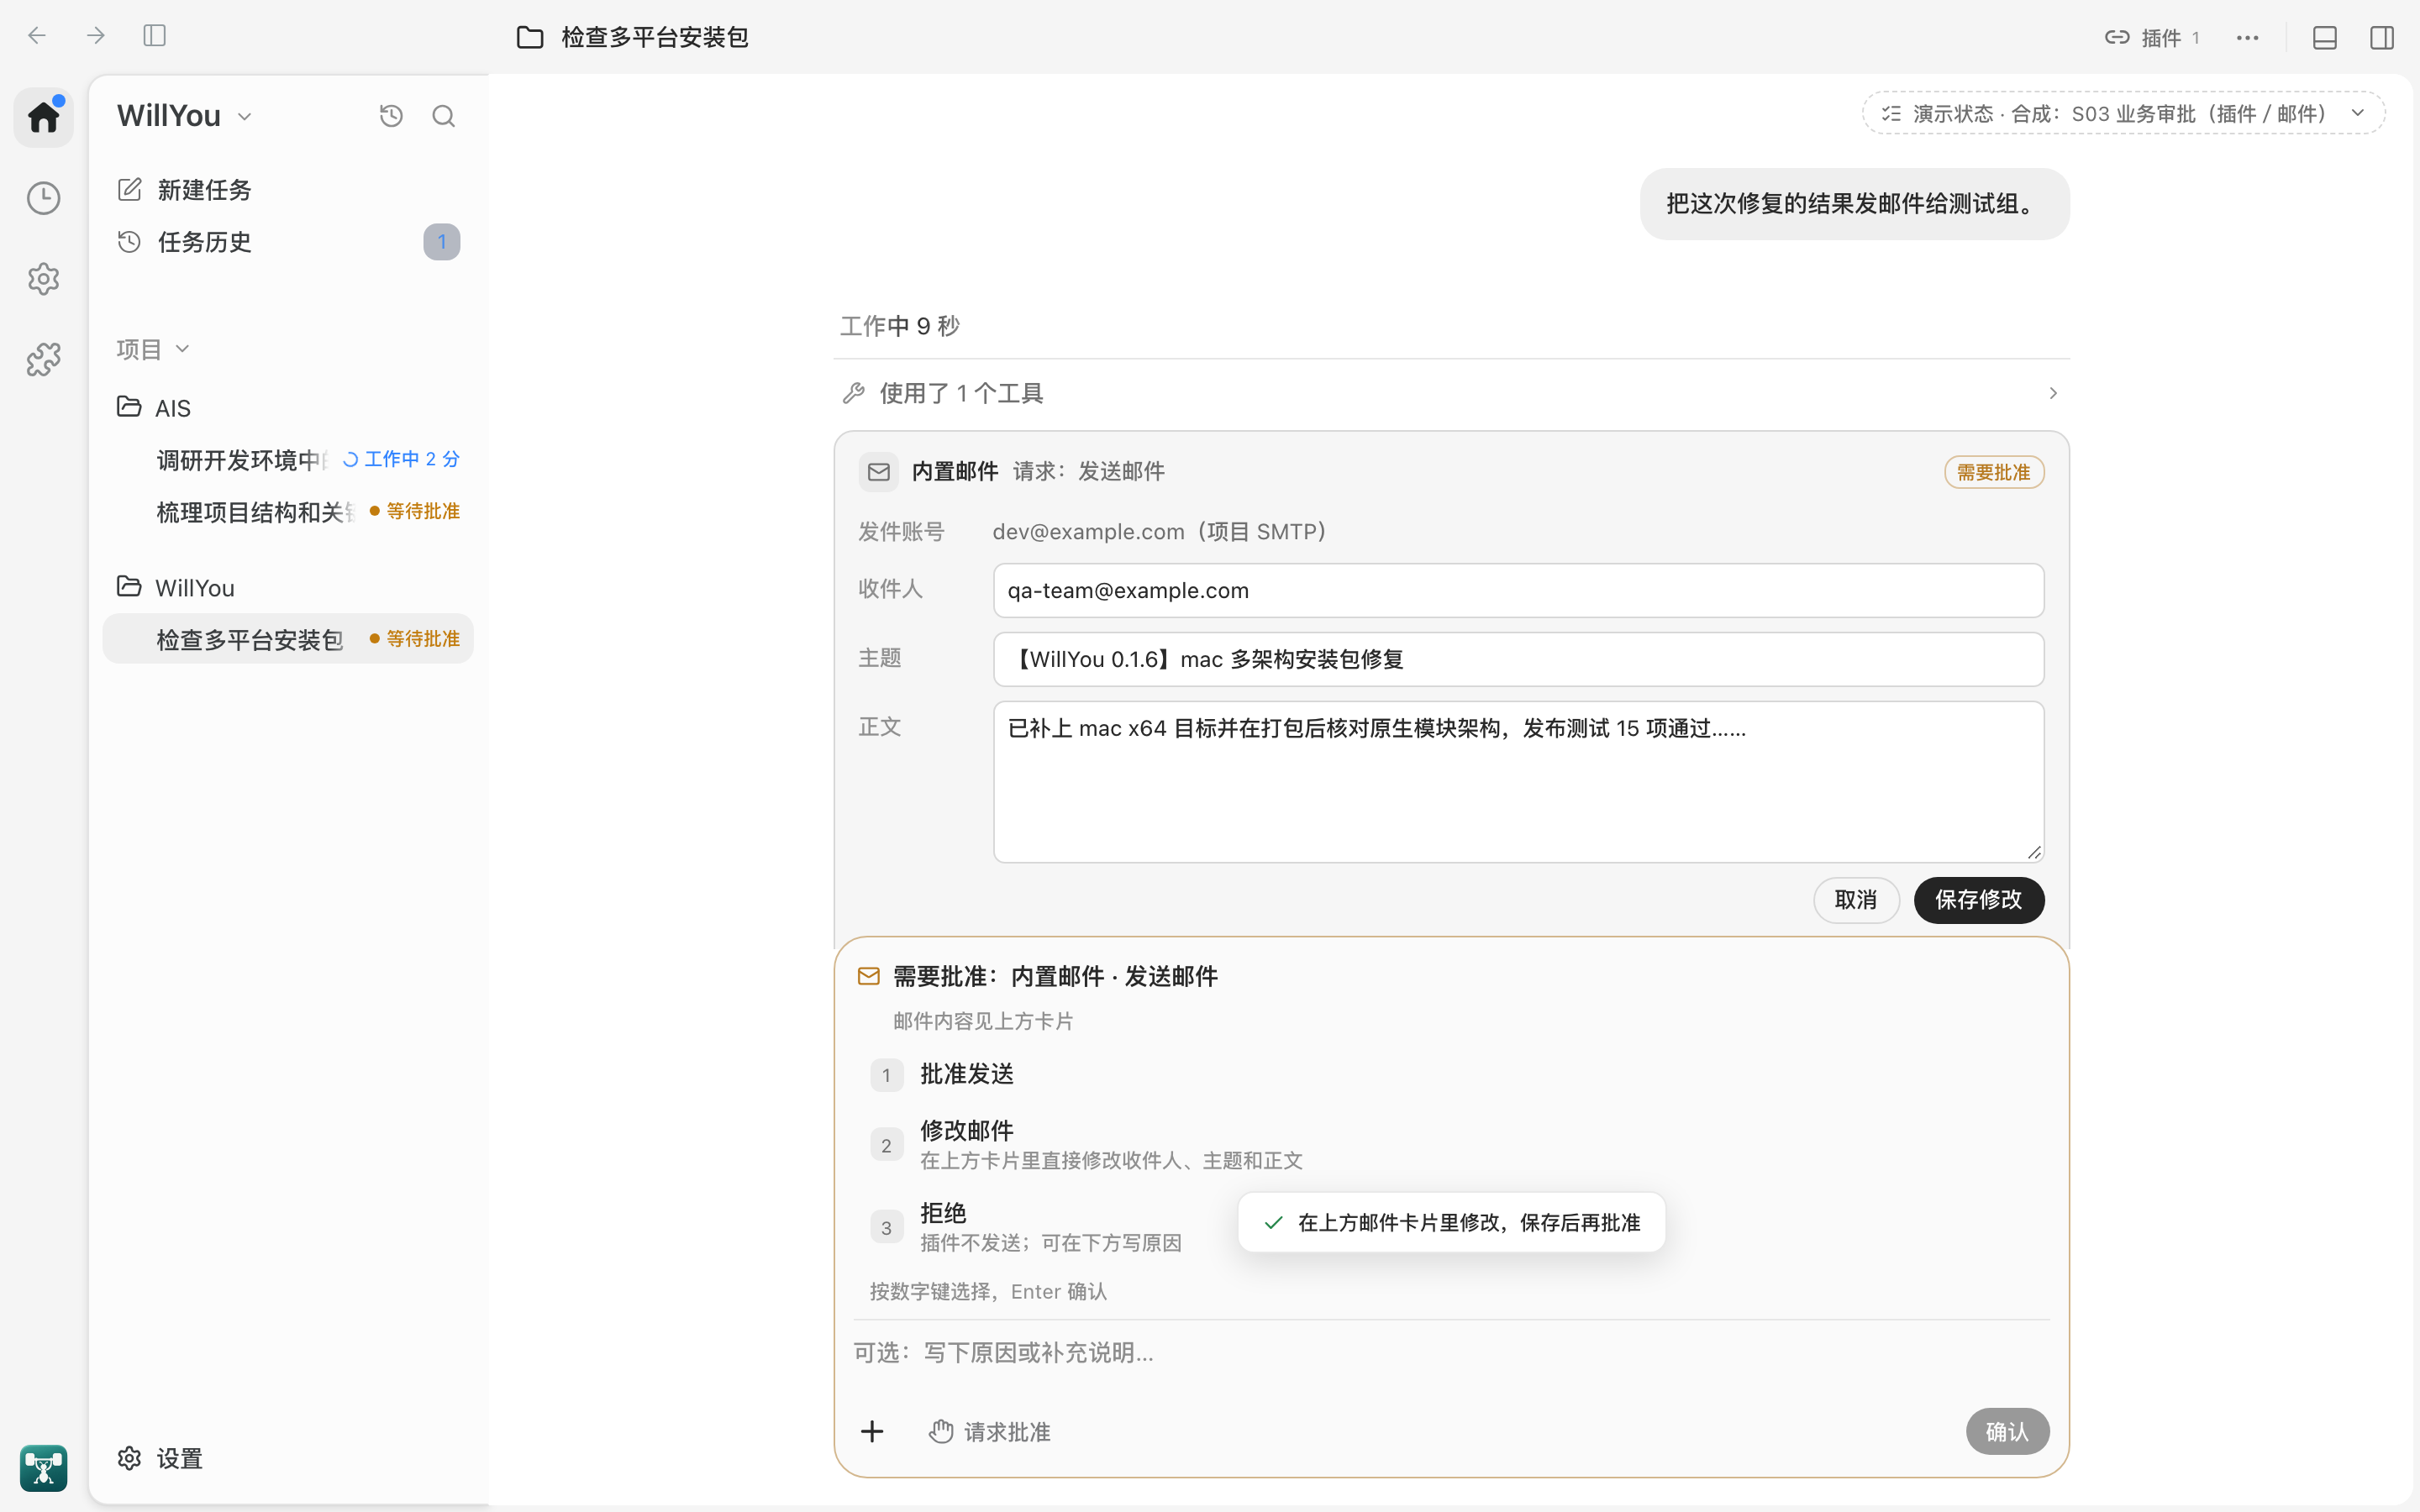 检查多平台安装包
插件 1
WillYou
演示状态 · 合成：S03 业务审批（插件 / 邮件）
新建任务
任务历史
1
项目
AIS
调研开发环境中
工作中 2 分
梳理项目结构和关
等待批准
WillYou
检查多平台安装包
等待批准
设置
把这次修复的结果发邮件给测试组。
工作中 9 秒
使用了 1 个工具
内置邮件 请求：发送邮件
需要批准
发件账号 dev@example.com（项目 SMTP）
收件人 qa-team@example.com
主题 【WillYou 0.1.6】mac 多架构安装包修复
正文 已补上 mac x64 目标并在打包后核对原生模块架构，发布测试 15 项通过……
取消 保存修改
需要批准：内置邮件 · 发送邮件
邮件内容见上方卡片
1 批准发送
2 修改邮件
在上方卡片里直接修改收件人、主题和正文
3 拒绝
插件不发送；可在下方写原因
在上方邮件卡片里修改，保存后再批准
按数字键选择，Enter 确认
可选：写下原因或补充说明...
请求批准
确认